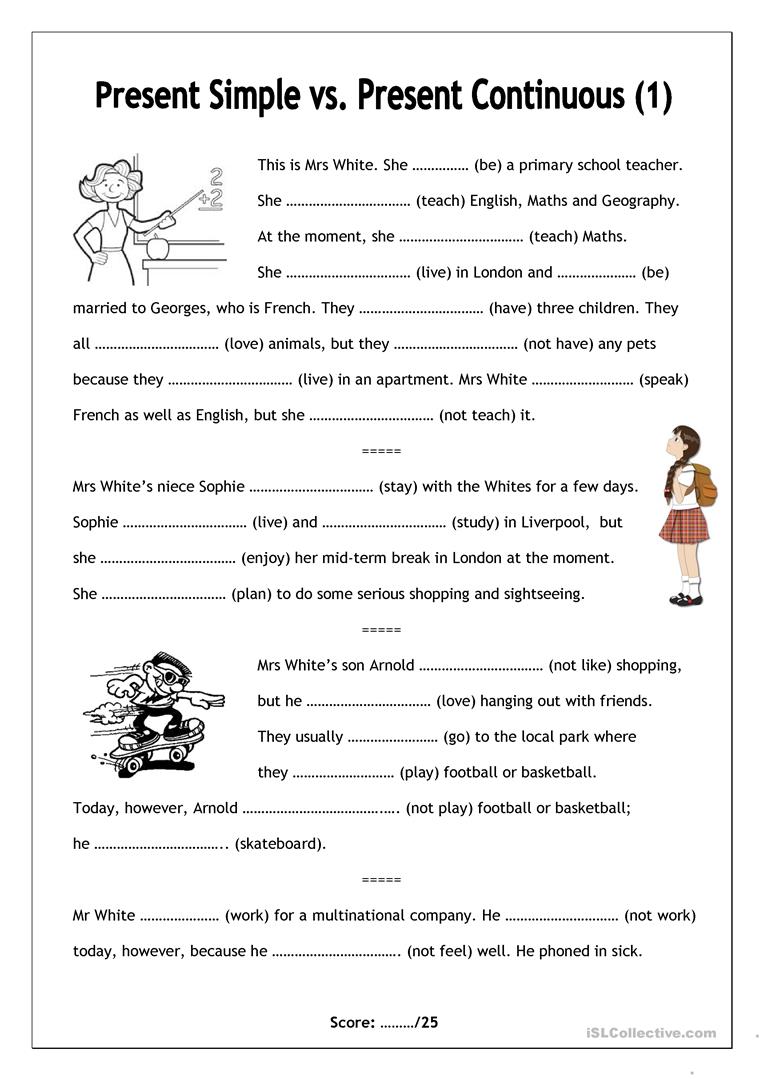 Present Simple vs. Present Continuous (1)
2
+2
This is Mrs White. She …………… (be) a primary school teacher.
She …………………………… (teach) English, Maths and Geography.
At the moment, she …………………………… (teach) Maths.
She …………………………… (live) in London and ………………… (be)
married to Georges, who is French. They …………………………… (have) three children. They
all …………………………… (love) animals, but they …………………………… (not have) any pets
because they …………………………… (live) in an apartment. Mrs White ……………………… (speak)
French as well as English, but she …………………………… (not teach) it.
=====
Mrs White’s niece Sophie …………………………… (stay) with the Whites for a few days.
Sophie …………………………… (live) and …………………………… (study) in Liverpool, but
she ……………………………… (enjoy) her mid-term break in London at the moment.
She …………………………… (plan) to do some serious shopping and sightseeing.
=====
Mrs White’s son Arnold …………………………… (not like) shopping,
but he …………………………… (love) hanging out with friends.
They usually …………………… (go) to the local park where
they ……………………… (play) football or basketball.
Today, however, Arnold ……………………………….…. (not play) football or basketball;
he …………………………….. (skateboard).
=====
Mr White ………………… (work) for a multinational company. He ………………………… (not work)
today, however, because he ……………………………. (not feel) well. He phoned in sick.
Score: ………/25
iSLCollective.com